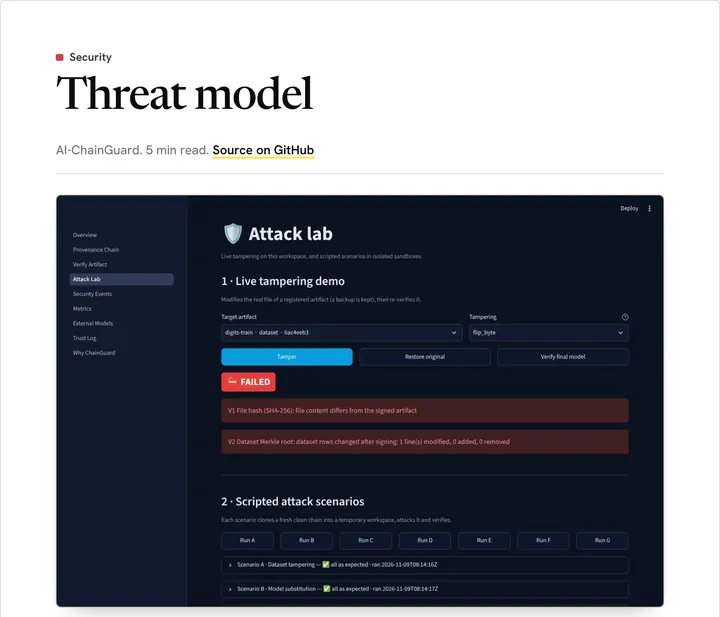 Security
Threat model
AI-ChainGuard. 5 min read. Source on GitHub
Deploy
Overview
Provenance Chain
Verify Artifact
Attack Lab
Security Events
Metrics
External Models
Trust Log
Why ChainGuard
Attack lab
Live tampering on this workspace, and scripted scenarios in isolated sandboxes
1 · Live tampering demo
Modifies the real file of a registered artifact (a backup is kept), then re-verifies it.
Target artifact
Tampering
digits-train · dataset · 6ac4eeb3
flip_byte
Tamper
Restore original
Verify final model
FAILED
V1 File hash (SHA-256): file content differs from the signed artifact
V2 Dataset Merkle root: dataset rows changed after signing: 1 line(s) modified, 0 added, 0 removed
2 · Scripted attack scenarios
Each scenario clones a fresh clean chain into a temporary workspace, attacks it and verifies.
Run A
Run B
Run C
Run D
Run E
Run F
Run G
Scenario A · Dataset tampering — ✅ all as expected · ran 2026-11-09T08:14:16Z
Scenario B · Model substitution — ✅ all as expected · ran 2026-11-09T08:14:17Z